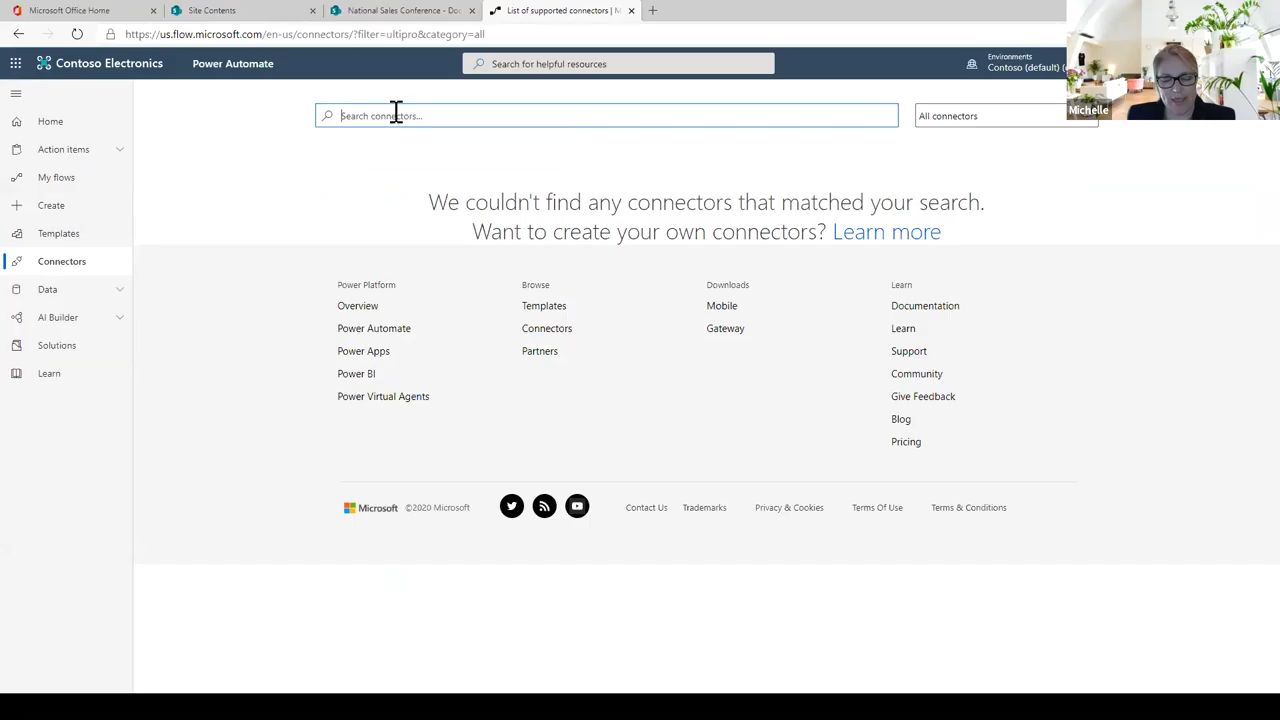 Microsoft Office Home
Site Contents
National Sales Conference - Doc
List of supported connectors | M
https://us.flow.microsoft.com/en-us/connectors/?filter=ultipro&category=all
Contoso Electronics
Power Automate
Search for helpful resources
Environments
Contoso (default) (
Michelle
Home
Action items
My flows
Create
Templates
Connectors
Data
AI Builder
Solutions
Learn
Search connectors...
All connectors
We couldn't find any connectors that matched your search.
Want to create your own connectors? Learn more
Power Platform
Overview
Power Automate
Power Apps
Power BI
Power Virtual Agents
Browse
Templates
Connectors
Partners
Downloads
Mobile
Gateway
Learn
Documentation
Learn
Support
Community
Give Feedback
Blog
Pricing
Microsoft ©2020 Microsoft
Contact Us Trademarks Privacy & Cookies Terms Of Use Terms & Conditions